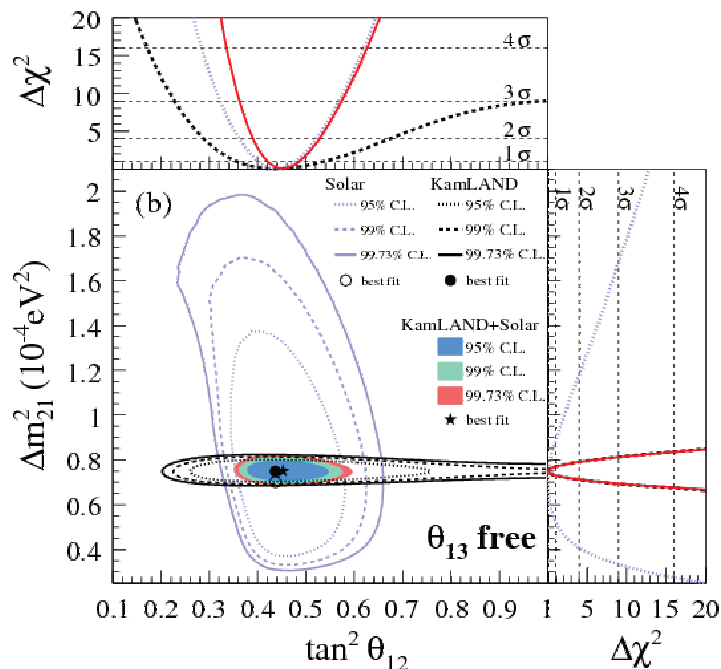 20
15
10
5
Δχ²
4σ
3σ
2σ
1σ
(b)
Solar KamLAND
95% C.L. 95% C.L.
99% C.L. 99% C.L.
99.73% C.L. 99.73% C.L.
best fit best fit
KamLAND+Solar
95% C.L.
99% C.L.
99.73% C.L.
best fit
θ₁₃ free
2
1.8
1.6
1.4
1.2
1
0.8
0.6
0.4
Δm²₂₁ (10⁻⁴eV²)
1σ 2σ 3σ 4σ
0.1 0.2 0.3 0.4 0.5 0.6 0.7 0.8 0.9 1 5 10 15 20
tan² θ₁₂ Δχ²